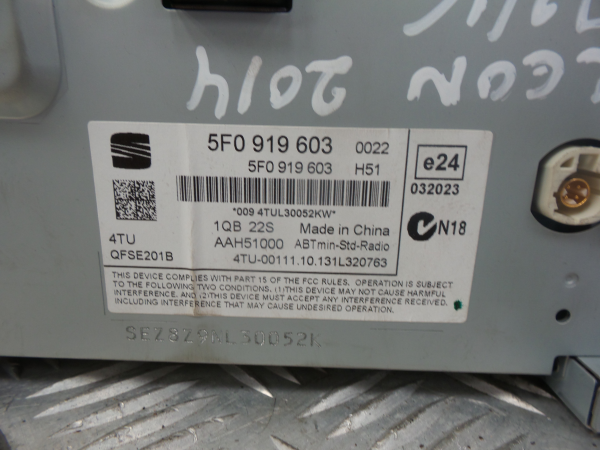 2014
5F0 919 603 0022
5F0 919 603 H51
e24
032023
*009 4TUL30052KW*
1QB 22S Made in China
N18
4TU
AAH51000 ABTmin-Std-Radio
QFSE201B
4TU-00111.10.131L320763
THIS DEVICE COMPLIES WITH PART 15 OF THE FCC RULES. OPERATION IS SUBJECT
TO THE FOLLOWING TWO CONDITIONS, (1)THIS DEVICE MAY NOT CAUSE HARMFUL
INTERFERENCE. AND ‚(2)THIS DEVICE MUST ACCEPT ANY INTERFERENCE
RECEIVED, INCLUDING INTERFERENCE THAT MAY CAUSE UNDESIRED OPERATION.